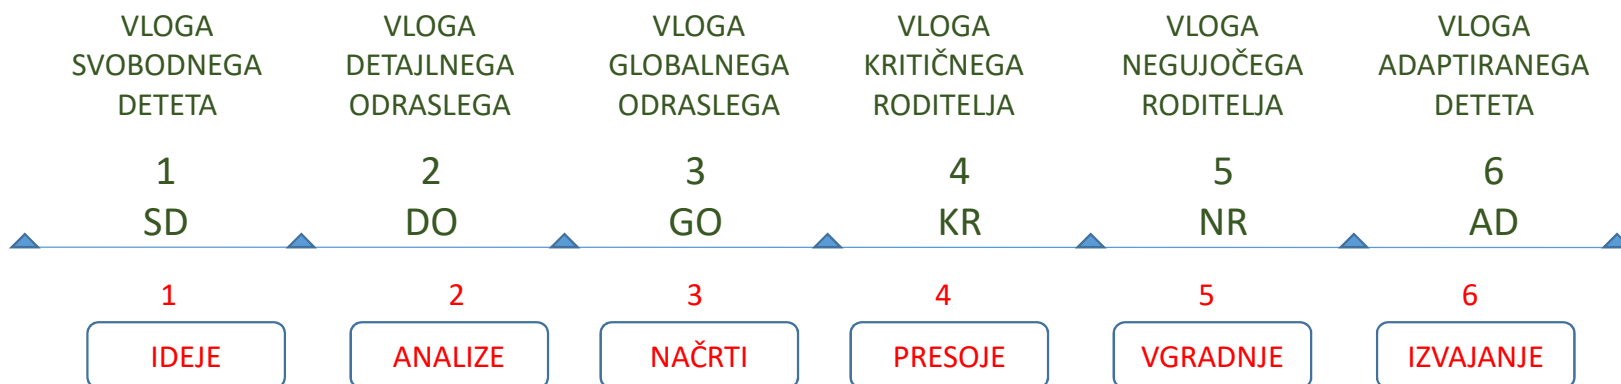 VLOGA
SVOBODNEGA
DETETA
VLOGA
DETAJLNEGA
ODRASLEGA
VLOGA
GLOBALNEGA
ODRASLEGA
VLOGA
KRITIČNEGA
RODITELJA
VLOGA
NEGUJOČEGA
RODITELJA
VLOGA
ADAPTIRANEGA
DETETA
1
SD
2
DO
3
GO
4
KR
5
NR
6
AD
1
IDEJE
2
ANALIZE
3
NAČRTI
4
PRESOJE
5
VGRADNJE
6
IZVAJANJE